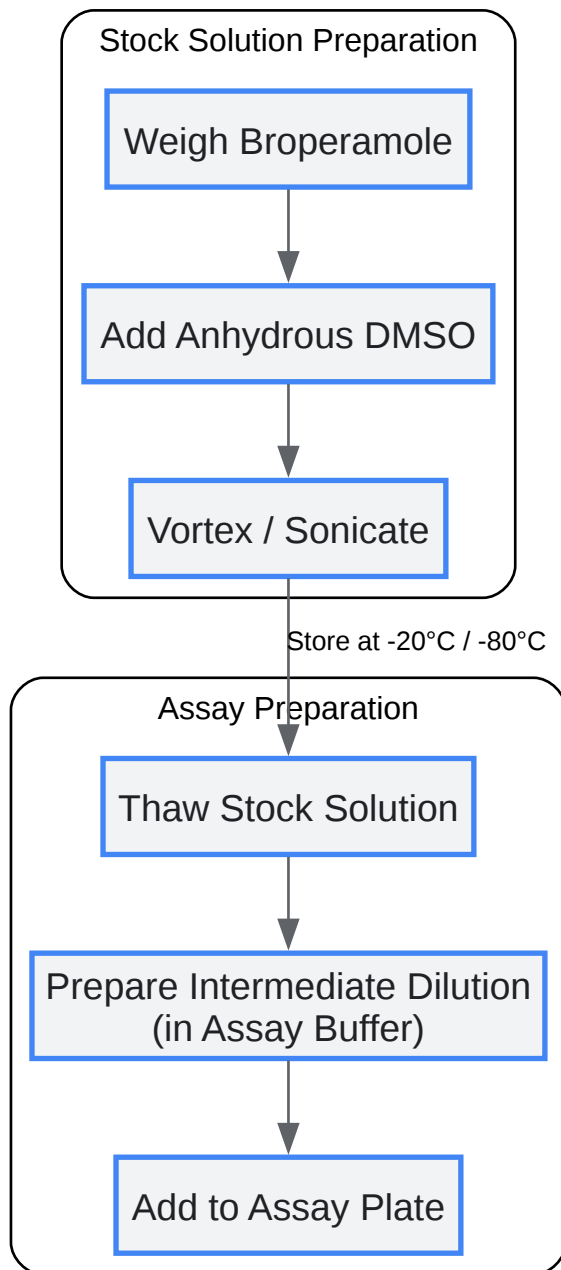 Stock Solution Preparation
Weigh Broperamole
Add Anhydrous DMSO
Vortex / Sonicate
Store at -20°C / -80°C
Assay Preparation
Thaw Stock Solution
Prepare Intermediate Dilution
(in Assay Buffer)
Add to Assay Plate